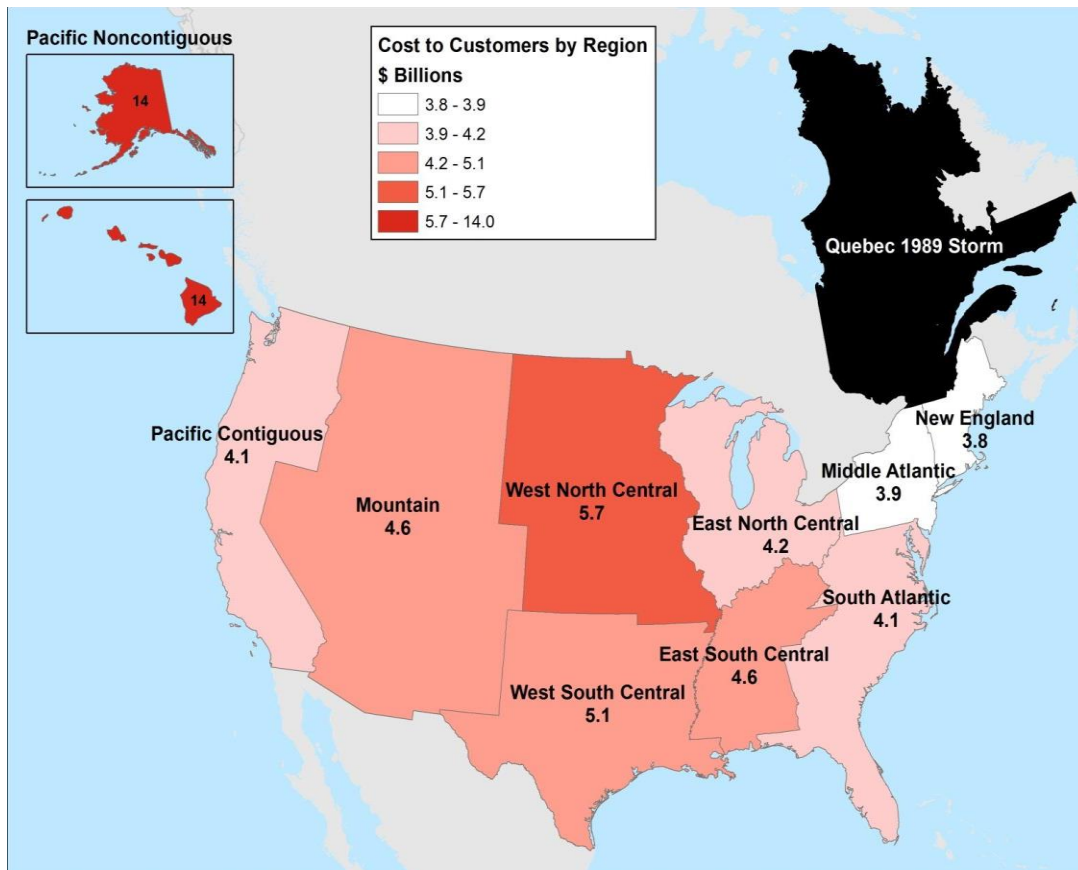 Pacific Noncontiguous
14
14
Cost to Customers by Region
$ Billions
3.8 - 3.9
3.9 - 4.2
4.2 - 5.1
5.1 - 5.7
5.7 - 14.0
Quebec 1989 Storm
New England
3.8
Middle Atlantic
3.9
Pacific Contiguous
4.1
Mountain
4.6
West North Central
5.7
East North Central
4.2
South Atlantic
4.1
East South Central
4.6
West South Central
5.1